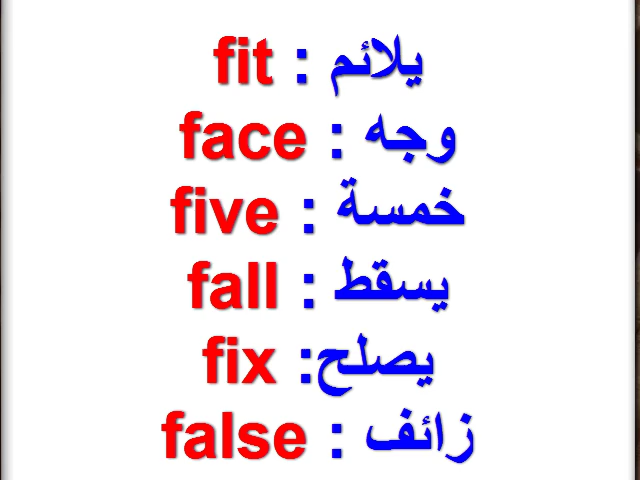 fit : يلائم
face : وجه
five : خمسة
fall : يسقط
fix :يصلح
false : زائف